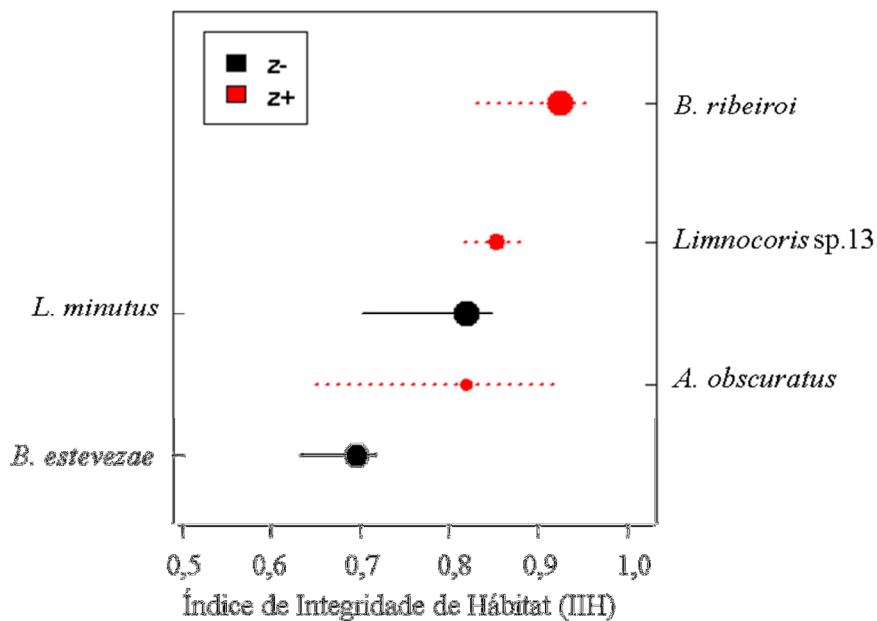 z-
z+
B. ribeiroi
Limnocoris sp.13
L. minutus
A. obscuratus
B. estevezae
0,5 0,6 0,7 0,8 0,9 1,0
Índice de Integridade de Hábitat (IIH)